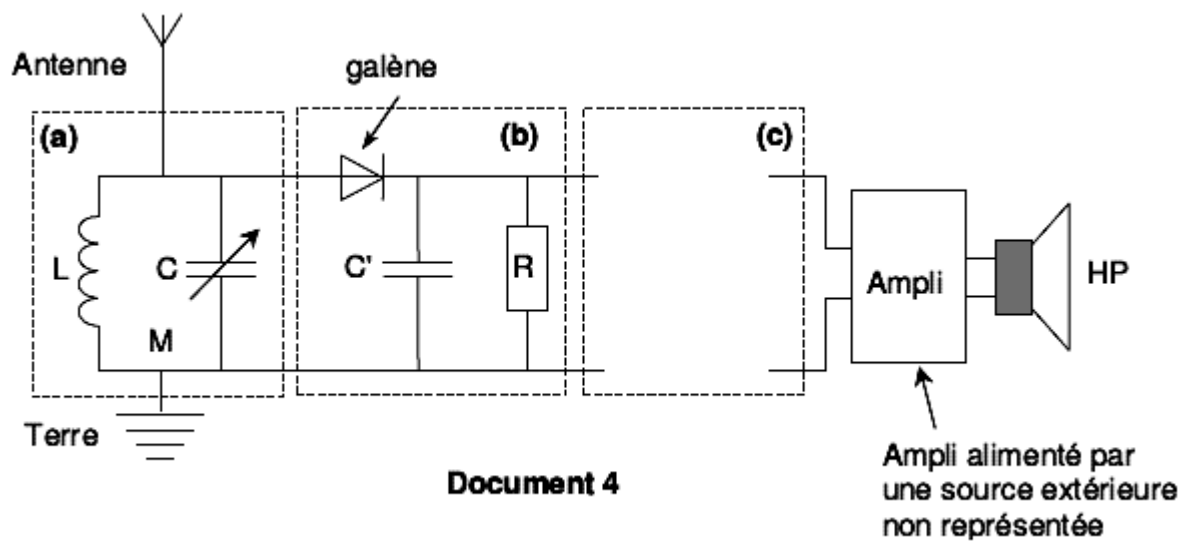 Antenne
galène
(a)
(b)
(c)
L
C
C'
R
Ampli
HP
M
Terre
Document 4
Ampli alimenté par
une source extérieure
non représentée